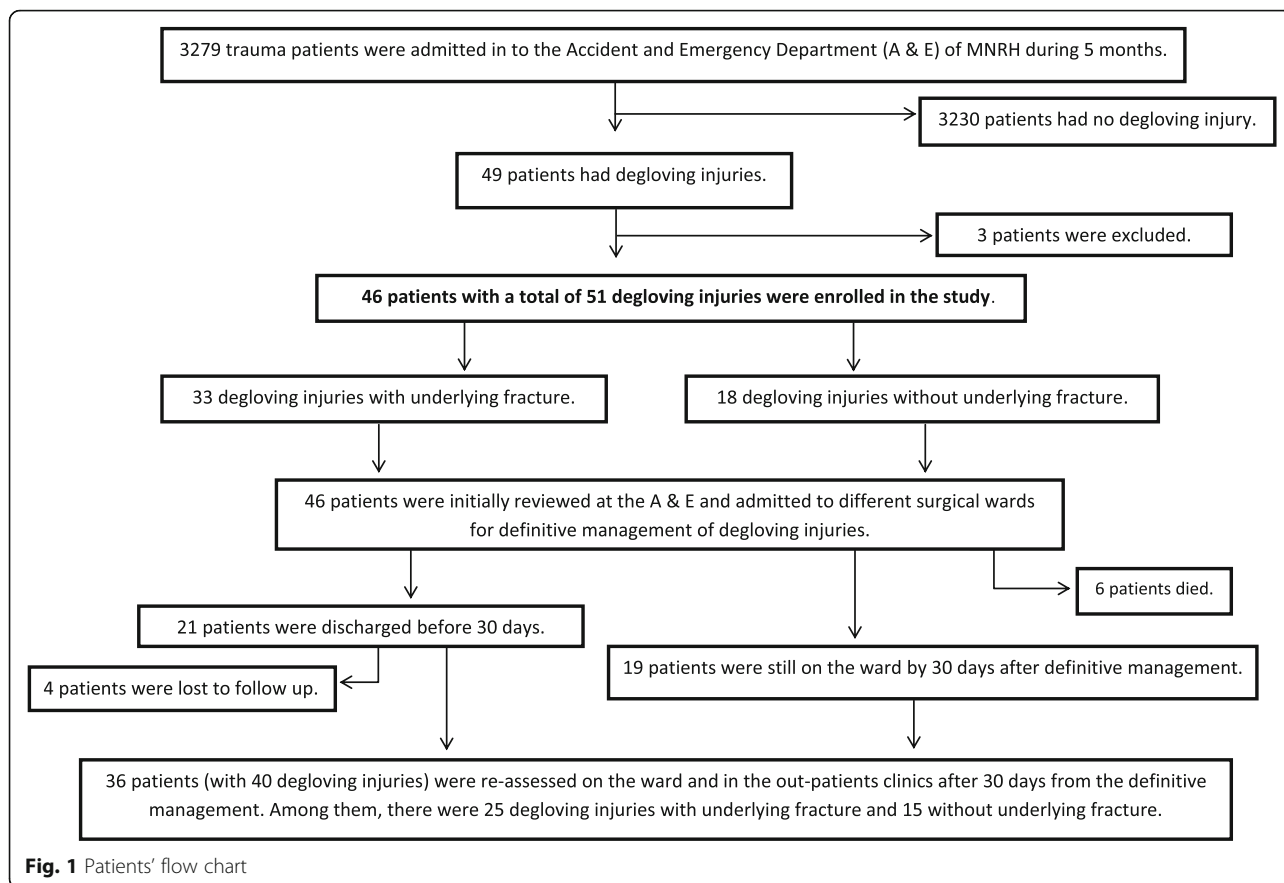 3279 trauma patients were admitted in to the Accident and Emergency Department (A & E) of MNRH during 5 months.
3230 patients had no degloving injury.
49 patients had degloving injuries.
3 patients were excluded.
46 patients with a total of 51 degloving injuries were enrolled in the study.
33 degloving injuries with underlying fracture.
18 degloving injuries without underlying fracture.
46 patients were initially reviewed at the A & E and admitted to different surgical wards
for definitive management of degloving injuries.
6 patients died.
21 patients were discharged before 30 days.
19 patients were still on the ward by 30 days after definitive management.
4 patients were lost to follow up.
36 patients (with 40 degloving injuries) were re-assessed on the ward and in the out-patients clinics after 30 days from the definitive
management. Among them, there were 25 degloving injuries with underlying fracture and 15 without underlying fracture.
Fig. 1 Patients' flow chart